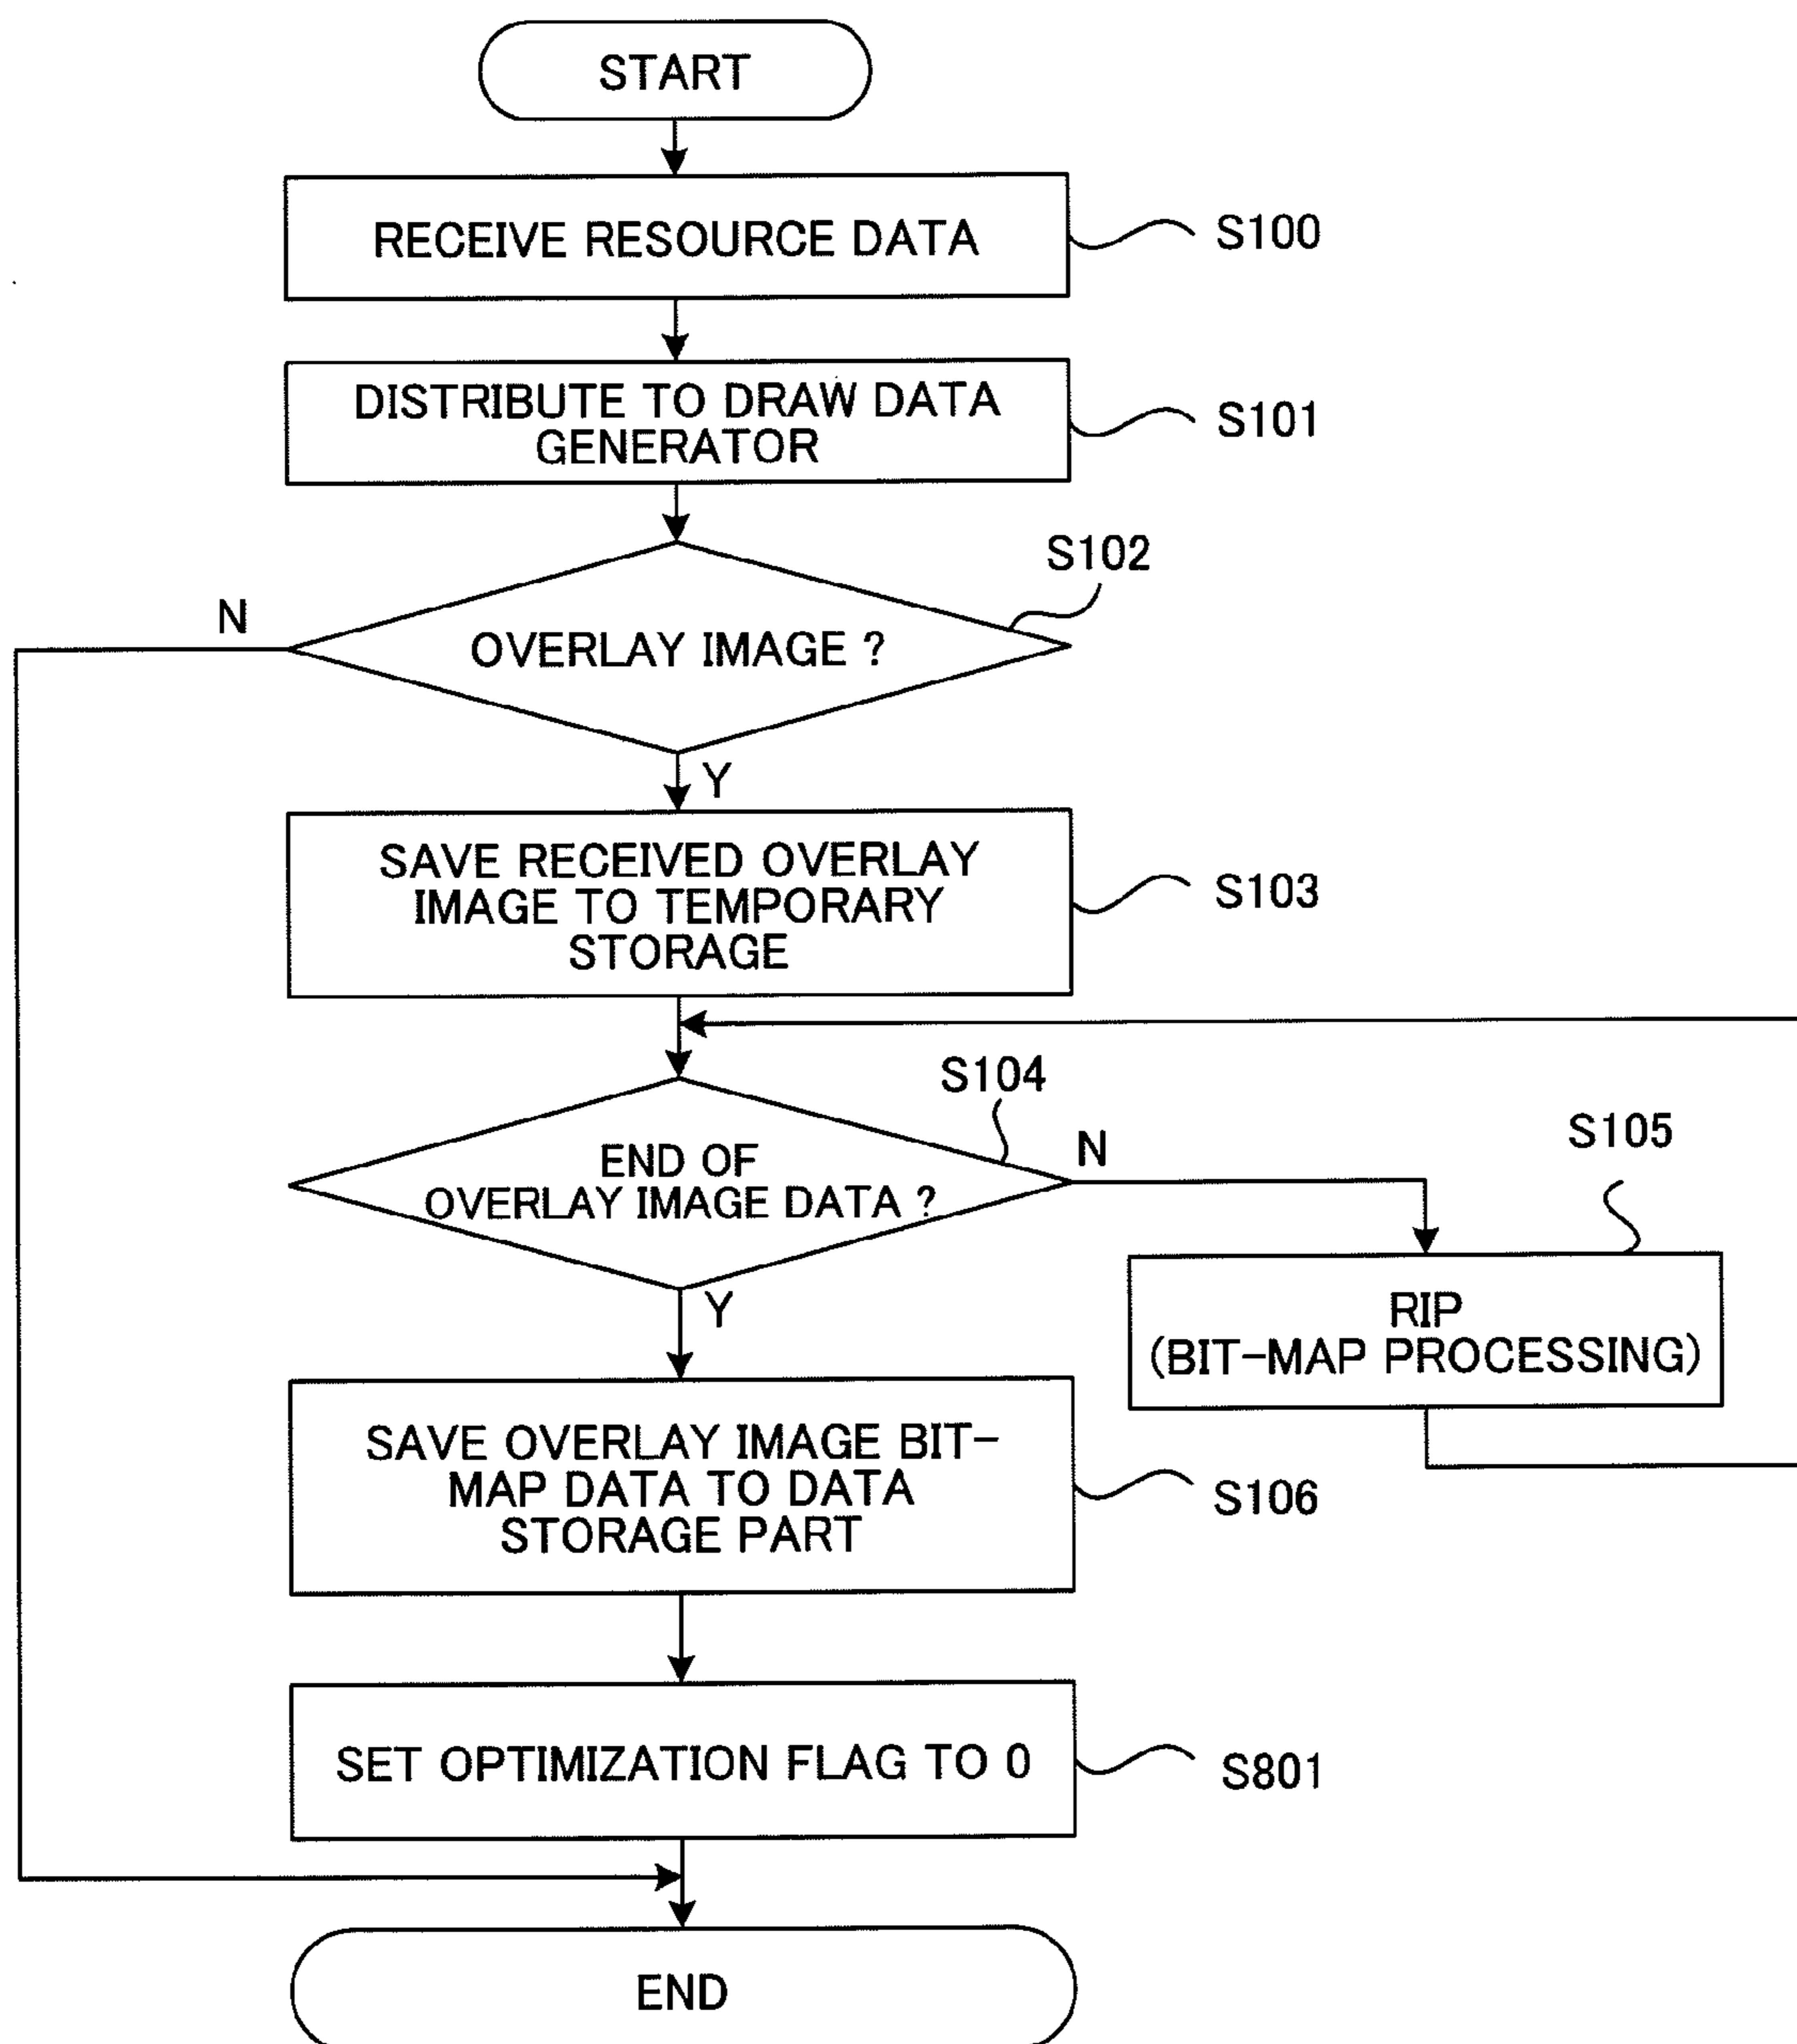 START
RECEIVE RESOURCE DATA
S100
DISTRIBUTE TO DRAW DATA
GENERATOR
S101
S102
N
OVERLAY IMAGE ?
Y
SAVE RECEIVED OVERLAY
IMAGE TO TEMPORARY
STORAGE
S103
S104
END OF
OVERLAY IMAGE DATA ?
N
S105
RIP
(BIT-MAP PROCESSING)
Y
SAVE OVERLAY IMAGE BIT-
MAP DATA TO DATA
STORAGE PART
S106
SET OPTIMIZATION FLAG TO 0
S801
END